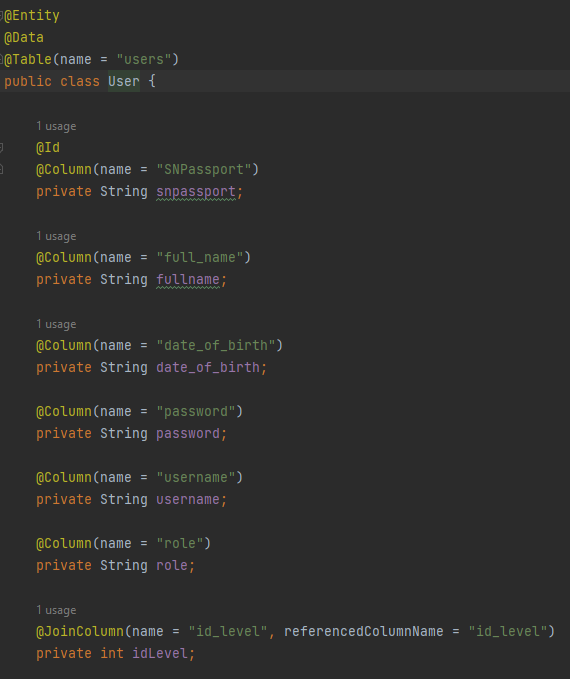 @Entity
@Data
@Table(name = "users")
public class User {
1 usage
@Id
@Column(name = "SNPassport")
private String snpassport;
1 usage
@Column(name = "full_name")
private String fullname;
1 usage
@Column(name = "date_of_birth")
private String date_of_birth;
@Column(name = "password")
private String password;
@Column(name = "username")
private String username;
@Column(name = "role")
private String role;
1 usage
@JoinColumn(name = "id_level", referencedColumnName = "id_level")
private int idLevel;